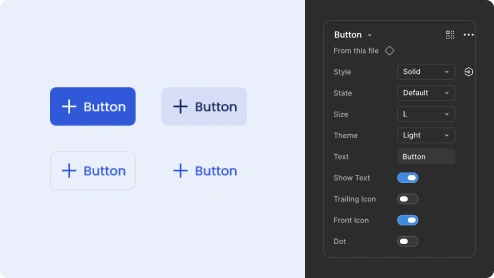 Button
Button
Button
Button
Button
From this file
Style
Solid
State
Default
Size
L
Theme
Light
Text
Button
Show Text
Trailing Icon
Front Icon
Dot